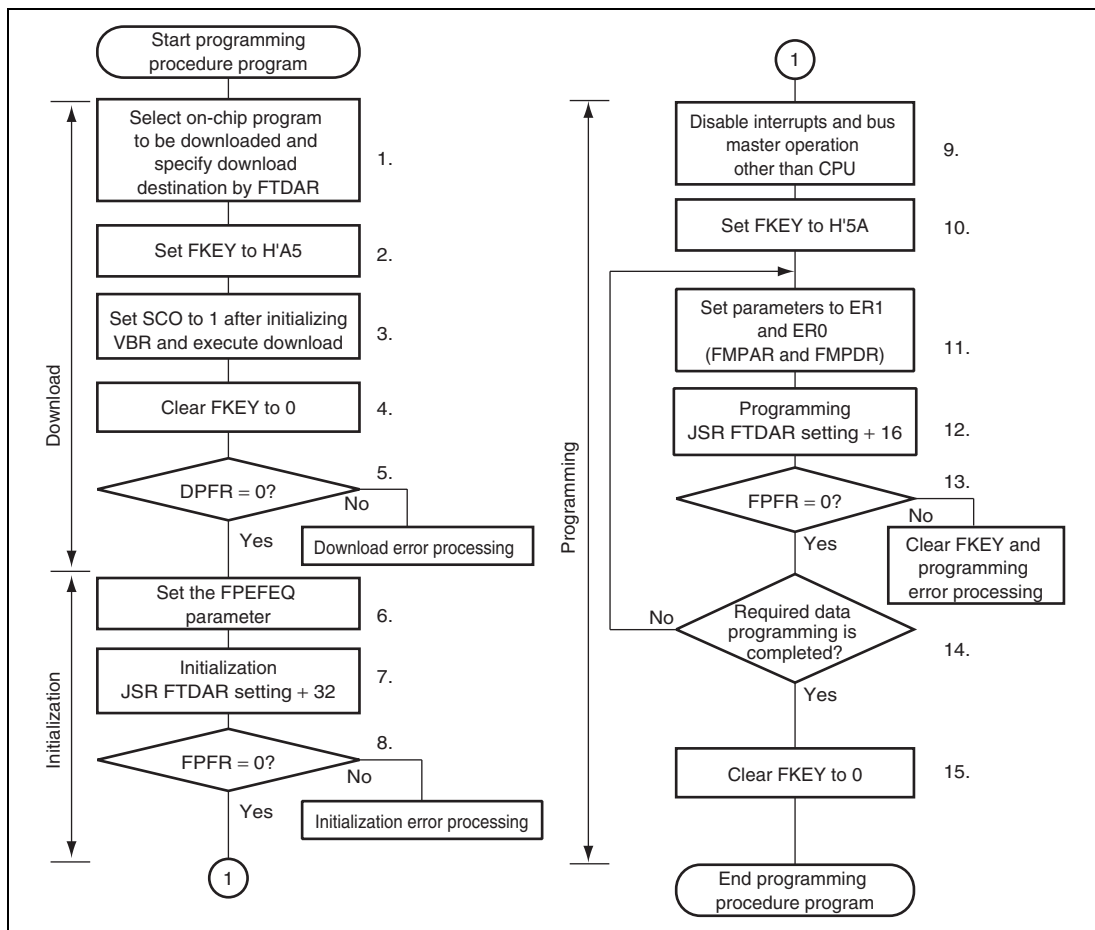 Start programming
procedure program
Download
Select on-chip program
to be downloaded and
specify download
destination by FTDAR
1.
Set FKEY to H'A5
2.
Set SCO to 1 after initializing
VBR and execute download
3.
Clear FKEY to 0
4.
DPFR = 0?
5.
No
Yes
Download error processing
Initialization
Set the FPEFEQ
parameter
6.
Initialization
JSR FTDAR setting + 32
7.
FPFR = 0?
8.
No
Yes
Initialization error processing
1
1
Programming
Disable interrupts and bus
master operation
other than CPU
9.
Set FKEY to H'5A
10.
Set parameters to ER1
and ER0
(FMPAR and FMPDR)
11.
Programming
JSR FTDAR setting + 16
12.
FPFR = 0?
13.
No
Yes
Clear FKEY and
programming
error processing
Required data
programming is
completed?
14.
No
Yes
Clear FKEY to 0
15.
End programming
procedure program